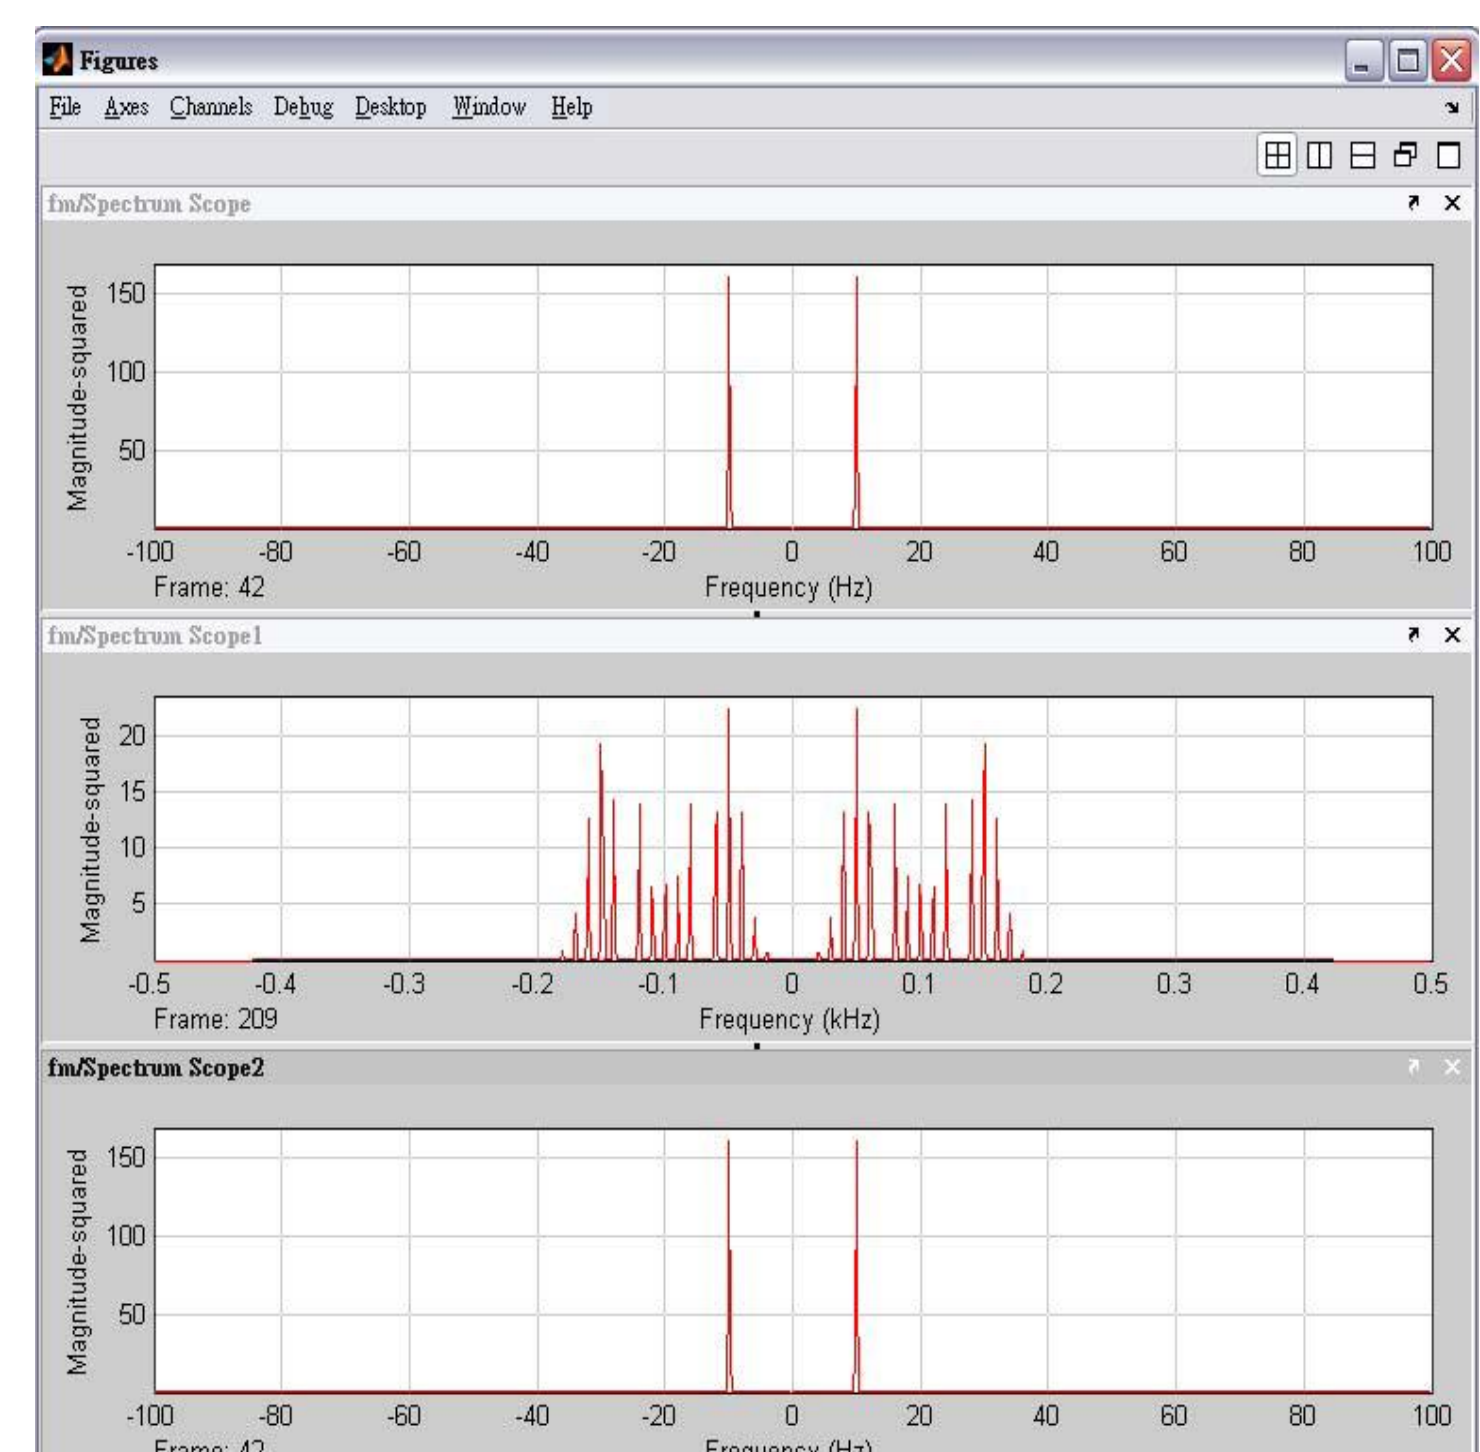 Figures
File Axes Channels Debug Desktop Window Help
fm/Spectrum Scope
Magnitude-squared
150
100
50
-100 -80 -60 -40 -20 0 20 40 60 80 100
Frame: 42 Frequency (Hz)
fm/Spectrum Scope1
Magnitude-squared
20
15
10
5
-0.5 -0.4 -0.3 -0.2 -0.1 0 0.1 0.2 0.3 0.4 0.5
Frame: 209 Frequency (kHz)
fm/Spectrum Scope2
Magnitude-squared
150
100
50
-100 -80 -60 -40 -20 0 20 40 60 80 100
Frame: 42 Frequency (Hz)